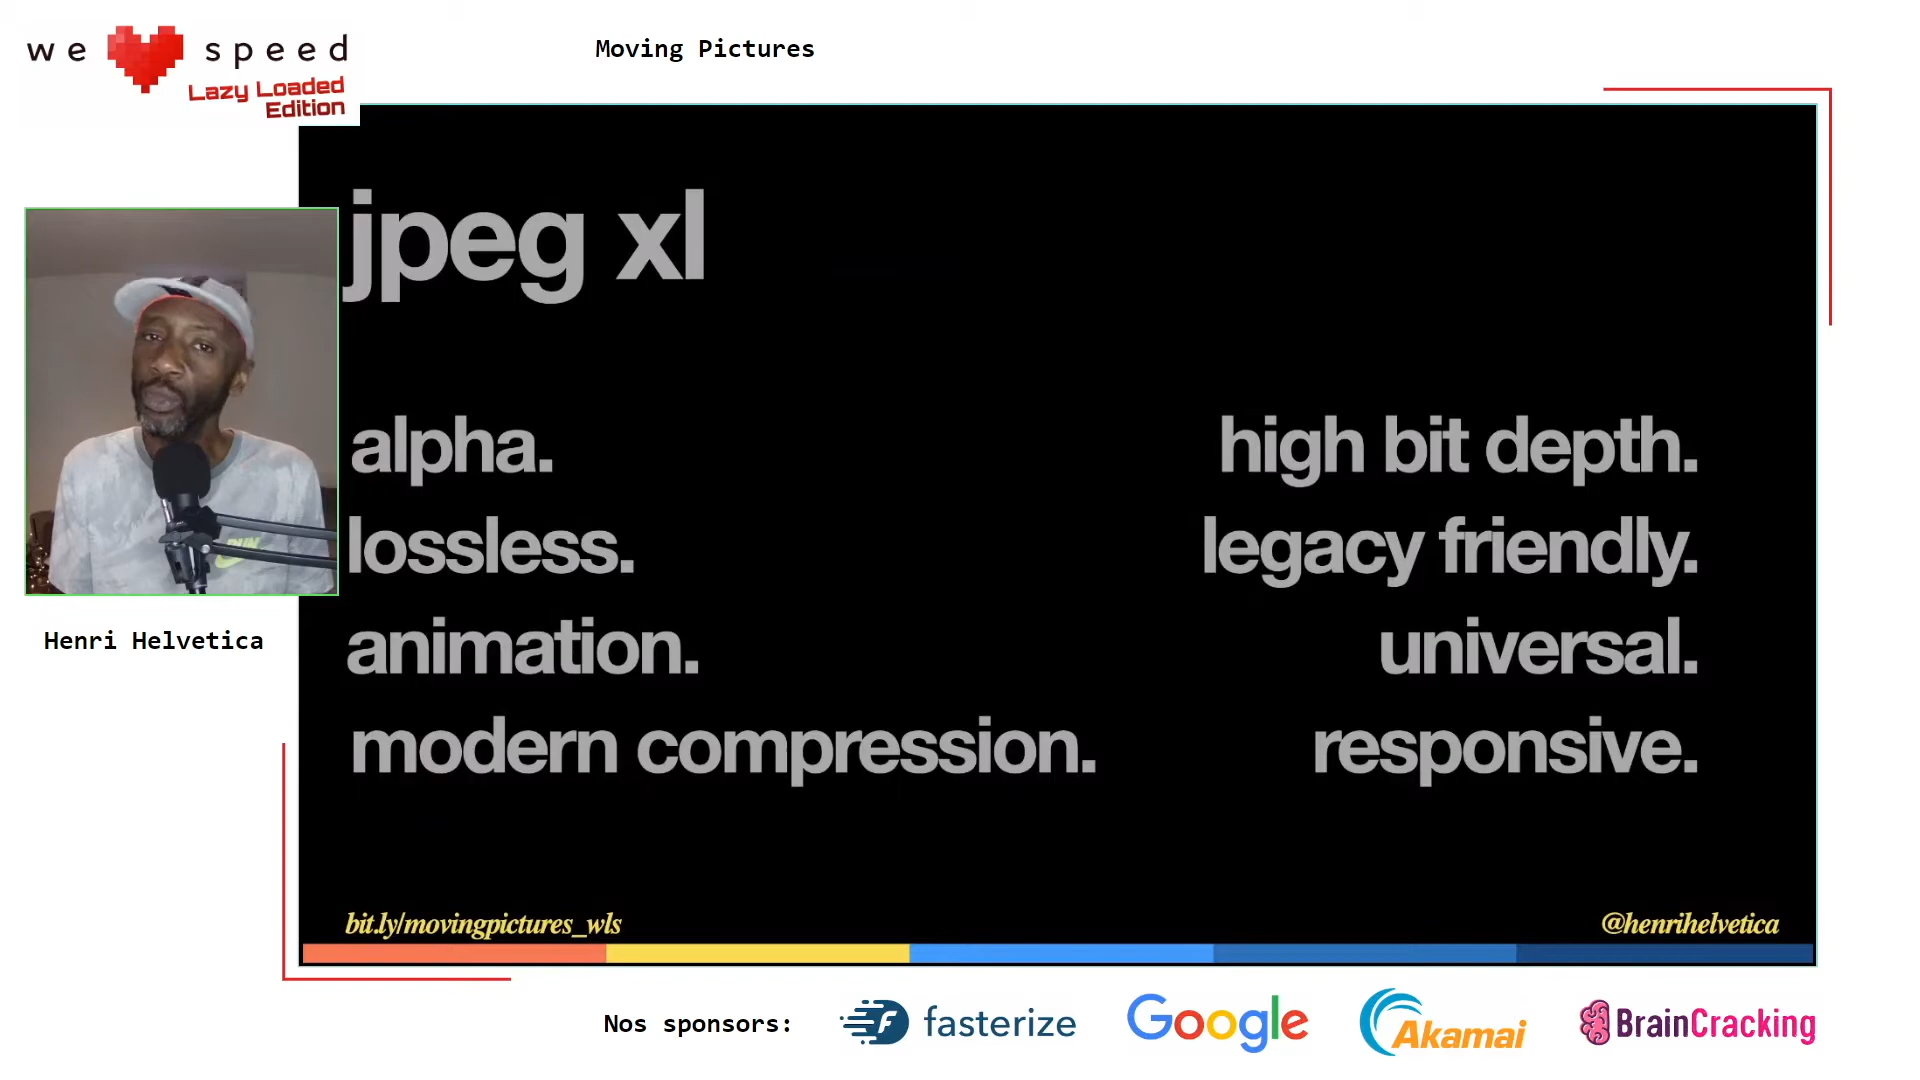 we speed
Lazy Loaded
Edition
Moving Pictures
jpeg xl
alpha.
lossless.
animation.
modern compression.
high bit depth.
legacy friendly.
universal.
responsive.
RUN
Henri Helvetica
bit.ly/movingpictures_wls
@henrihelvetica
Nos sponsors:
fasterize
Google
Akamai
BrainCracking